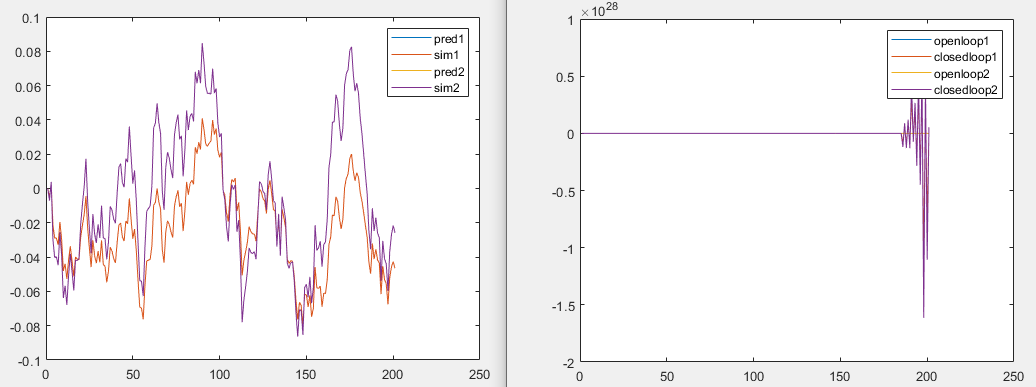 0.1
0.08
0.06
0.04
0.02
0
-0.02
-0.04
-0.06
-0.08
-0.1
0 50 100 150 200 250
pred1
sim1
pred2
sim2
×10^28
1
0.5
0
-0.5
-1
-1.5
-2
0 50 100 150 200 250
openloop1
closedloop1
openloop2
closedloop2